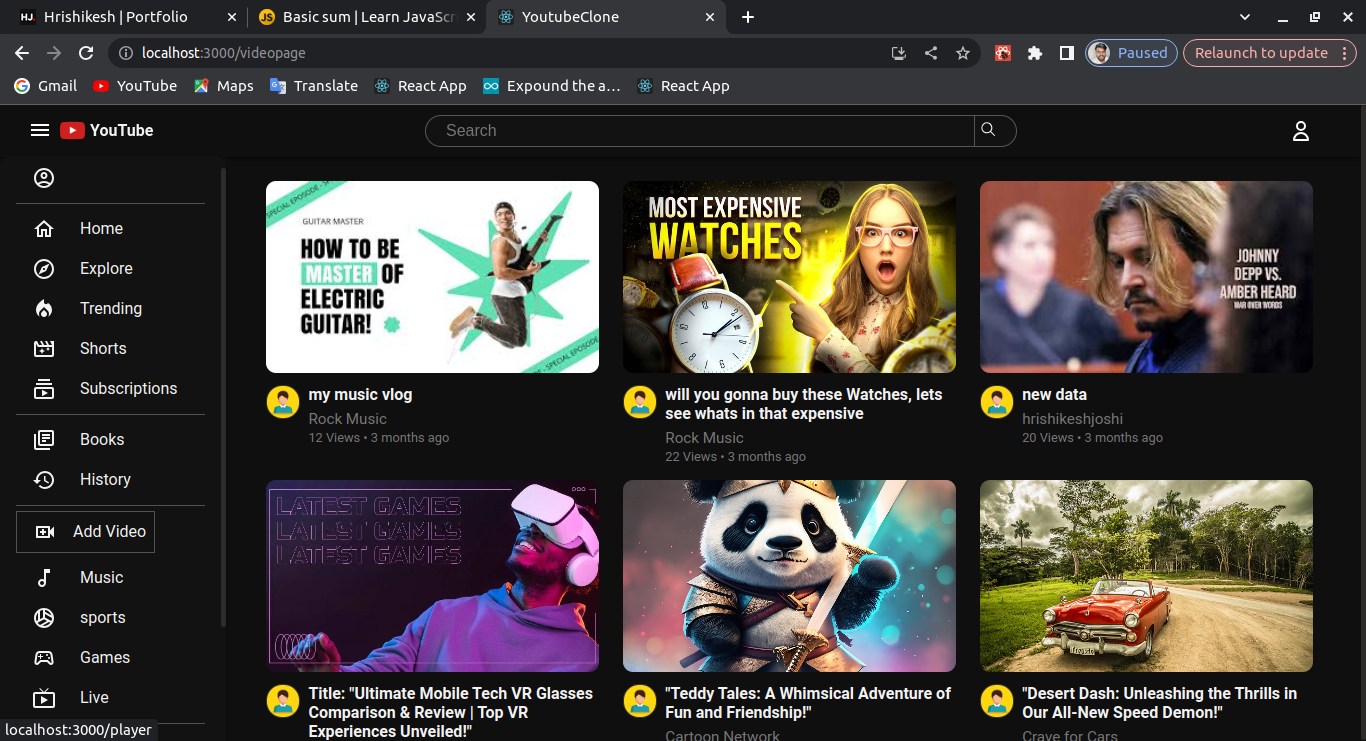 Hrishikesh | Portfolio
Basic sum | Learn JavaScri
YoutubeClone
localhost:3000/videopage
Paused
Relaunch to update
Gmail
YouTube
Maps
Translate
React App
Expound the a…
React App
YouTube
Search
Home
Explore
Trending
Shorts
Subscriptions
Books
History
Add Video
Music
sports
Games
Live
localhost:3000/player
SPECIAL EPISODE - SP
GUITAR MASTER
HOW TO BE
MASTER OF
ELECTRIC
GUITAR!
SPECIAL EPISODE
my music vlog
Rock Music
12 Views • 3 months ago
MOST EXPENSIVE
WATCHES
will you gonna buy these Watches, lets
see whats in that expensive
Rock Music
22 Views • 3 months ago
JOHNNY
DEPP VS.
AMBER HEARD
WAR OVER WORDS
new data
hrishikeshjoshi
20 Views • 3 months ago
LATEST GAMES
LATEST GAMES
LATEST GAMES
Title: "Ultimate Mobile Tech VR Glasses
Comparison & Review | Top VR
Experiences Unveiled!"
"Teddy Tales: A Whimsical Adventure of
Fun and Friendship!"
Cartoon Network
"Desert Dash: Unleashing the Thrills in
Our All-New Speed Demon!"
Crave for Cars